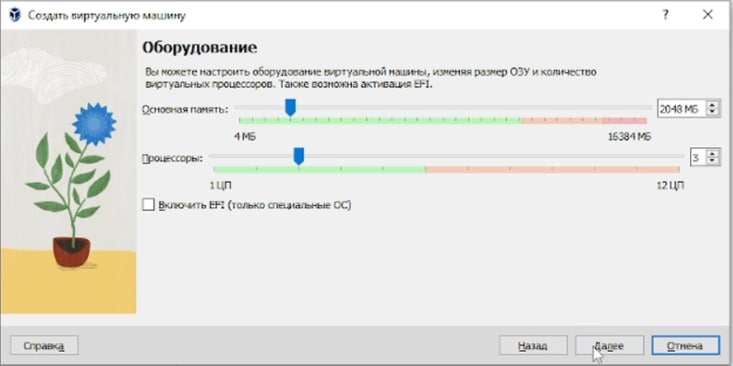 Создать виртуальную машину
Оборудование
Вы можете настроить оборудование виртуальной машины, изменяя размер ОЗУ и количество
виртуальных процессоров. Также возможна активация EFI.
Основная память: 2048 МБ
4 МБ 16384 МБ
Процессоры: 3
1 ЦП 12 ЦП
Включить EFI (только специальные ОС)
Справка Назад Далее Отмена